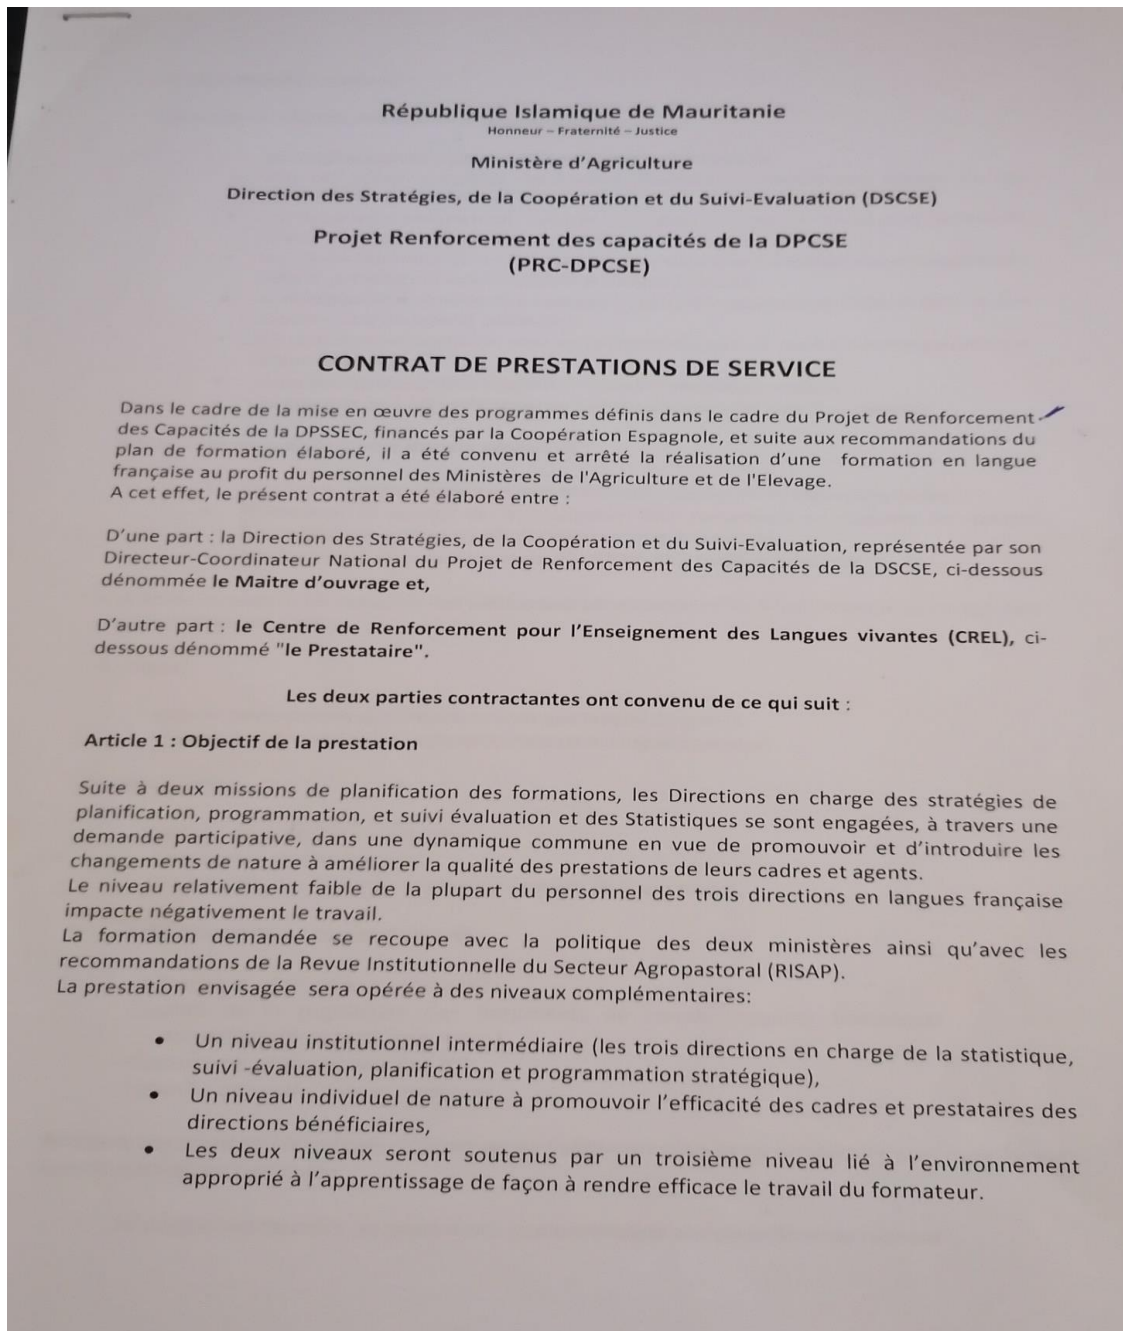 République Islamique de Mauritanie
Honneur – Fraternité – Justice
Ministère d'Agriculture
Direction des Stratégies, de la Coopération et du Suivi-Evaluation (DSCSE)
Projet Renforcement des capacités de la DPCSE
(PRC-DPCSE)
CONTRAT DE PRESTATIONS DE SERVICE
Dans le cadre de la mise en œuvre des programmes définis dans le cadre du Projet de Renforcement
des Capacités de la DPSSEC, financés par la Coopération Espagnole, et suite aux recommandations du
plan de formation élaboré, il a été convenu et arrêté la réalisation d'une formation en langue
française au profit du personnel des Ministères de l'Agriculture et de l'Elevage.
A cet effet, le présent contrat a été élaboré entre :
D'une part : la Direction des Stratégies, de la Coopération et du Suivi-Evaluation, représentée par son
Directeur-Coordinateur National du Projet de Renforcement des Capacités de la DSCSE, ci-dessous
dénommée le Maitre d'ouvrage et,
D'autre part : le Centre de Renforcement pour l'Enseignement des Langues vivantes (CREL), ci-
dessous dénommé "le Prestataire".
Les deux parties contractantes ont convenu de ce qui suit :
Article 1 : Objectif de la prestation
Suite à deux missions de planification des formations, les Directions en charge des stratégies de
planification, programmation, et suivi évaluation et des Statistiques se sont engagées, à travers une
demande participative, dans une dynamique commune en vue de promouvoir et d'introduire les
changements de nature à améliorer la qualité des prestations de leurs cadres et agents.
Le niveau relativement faible de la plupart du personnel des trois directions en langues française
impacte négativement le travail.
La formation demandée se recoupe avec la politique des deux ministères ainsi qu'avec les
recommandations de la Revue Institutionnelle du Secteur Agropastoral (RISAP).
La prestation envisagée sera opérée à des niveaux complémentaires:
• Un niveau institutionnel intermédiaire (les trois directions en charge de la statistique,
suivi -évaluation, planification et programmation stratégique),
• Un niveau individuel de nature à promouvoir l'efficacité des cadres et prestataires des
directions bénéficiaires,
• Les deux niveaux seront soutenus par un troisième niveau lié à l'environnement
approprié à l'apprentissage de façon à rendre efficace le travail du formateur.